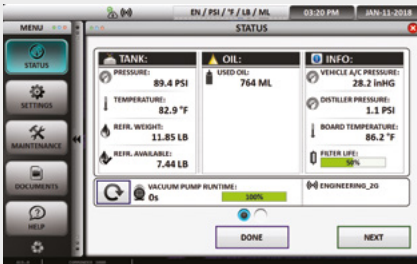 EN / PSI / °F / LB / ML
03:20 PM
JAN-11-2018
MENU
STATUS
STATUS
SETTINGS
MAINTENANCE
DOCUMENTS
HELP
TANK:
PRESSURE:
89.4 PSI
TEMPERATURE:
82.9 °F
REFR. WEIGHT:
11.85 LB
REFR. AVAILABLE:
7.44 LB
OIL:
USED OIL:
764 ML
INFO:
VEHICLE A/C PRESSURE:
28.2 inHG
DISTILLER PRESSURE:
1.1 PSI
BOARD TEMPERATURE:
86.2 °F
FILTER LIFE:
50%
VACUUM PUMP RUNTIME:
0s
100%
ENGINEERING_2G
DONE
NEXT